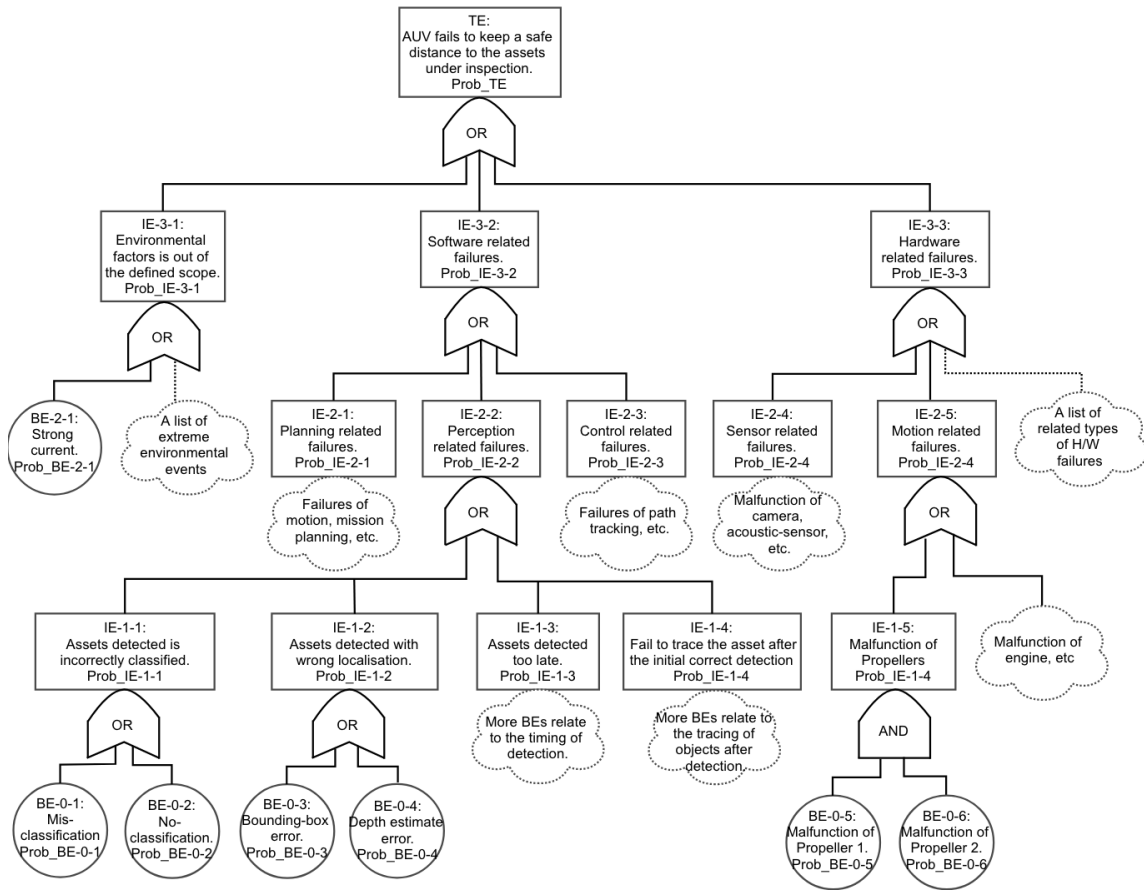 TE:
AUV fails to keep a safe
distance to the assets
under inspection.
Prob_TE
OR
IE-3-1:
Environmental
factors is out of
the defined scope.
Prob_IE-3-1
IE-3-2:
Software related
failures.
Prob_IE-3-2
IE-3-3:
Hardware
related failures.
Prob_IE-3-3
OR
OR
OR
BE-2-1:
Strong
current.
Prob_BE-2-1
A list of
extreme
environmental
events
IE-2-1:
Planning related
failures.
Prob_IE-2-1
IE-2-2:
Perception
related failures.
Prob_IE-2-2
IE-2-3:
Control related
failures.
Prob_IE-2-3
IE-2-4:
Sensor related
failures.
Prob_IE-2-4
IE-2-5:
Motion related
failures.
Prob_IE-2-4
A list of
related types
of H/W
failures
Failures of
motion, mission
planning, etc.
OR
Failures of path
tracking, etc.
Malfunction of
camera,
acoustic-sensor,
etc.
OR
IE-1-1:
Assets detected is
incorrectly classified.
Prob_IE-1-1
IE-1-2:
Assets detected with
wrong localisation.
Prob_IE-1-2
IE-1-3:
Assets detected
too late.
Prob_IE-1-3
IE-1-4:
Fail to trace the asset after
the initial correct detection
Prob_IE-1-4
IE-1-5:
Malfunction of
Propellers
Prob_IE-1-4
Malfunction of
engine, etc
OR
OR
More BEs relate
to the timing of
detection.
More BEs relate to
the tracing of
objects after
detection.
AND
BE-0-1:
Mis-
classification
Prob_BE-0-1
BE-0-2:
No-
classification.
Prob_BE-0-2
BE-0-3:
Bounding-box
error.
Prob_BE-0-3
BE-0-4:
Depth estimate
error.
Prob_BE-0-4
BE-0-5:
Malfunction of
Propeller 1.
Prob_BE-0-5
BE-0-6:
Malfunction of
Propeller 2.
Prob_BE-0-6